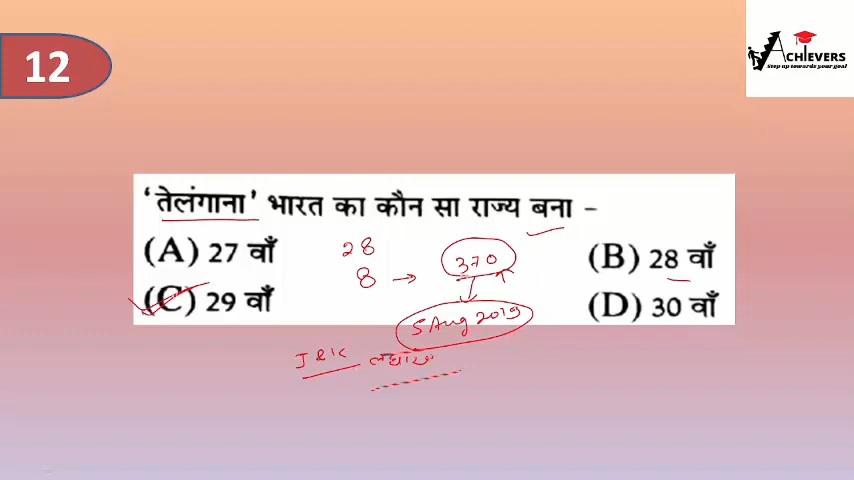 12
ACHIEVERS
Step up towards your goal
'तेलंगाना' भारत का कौन सा राज्य बना -
(A) 27 वाँ
28
370
(B) 28 वाँ
8 →
(C) 29 वाँ
5 Aug 2019
(D) 30 वाँ
J & K